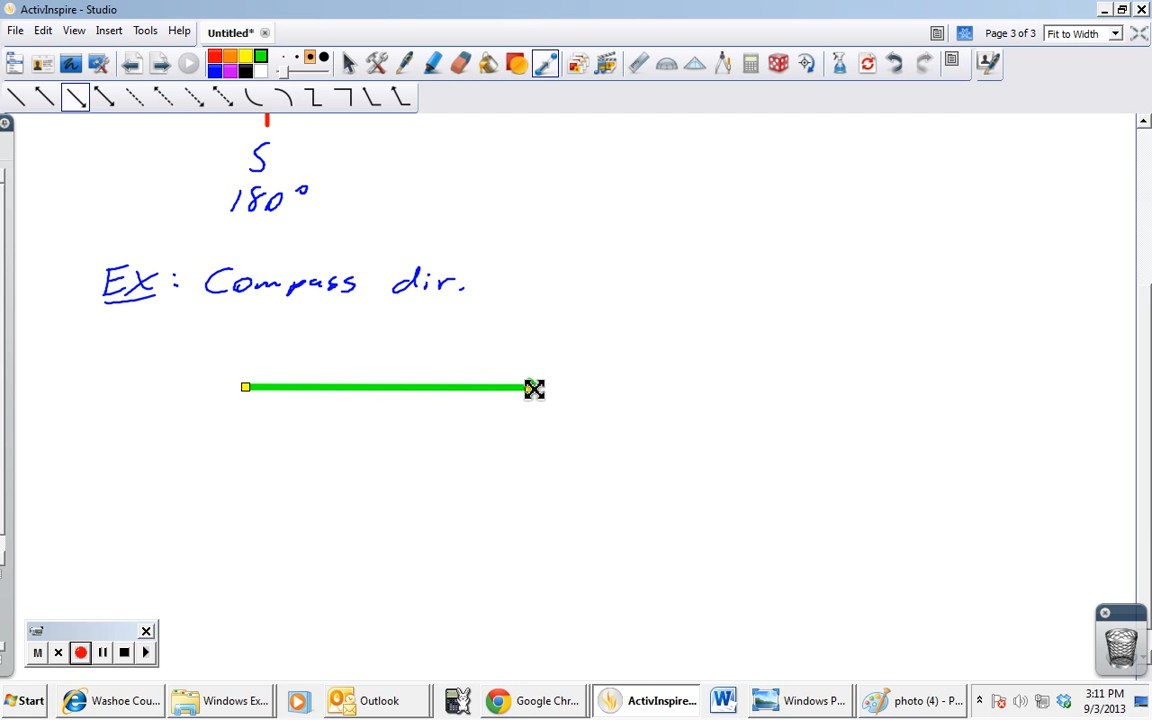 ActivInspire - Studio
File Edit View Insert Tools Help Untitled* Page 3 of 3 Fit to Width
S
180°
EX: Compass dir.
M
Start Washoe Cou... Windows Ex... Outlook Google Chr... ActivInspire... Windows P... photo (4) - P... 3:11 PM
9/3/2013